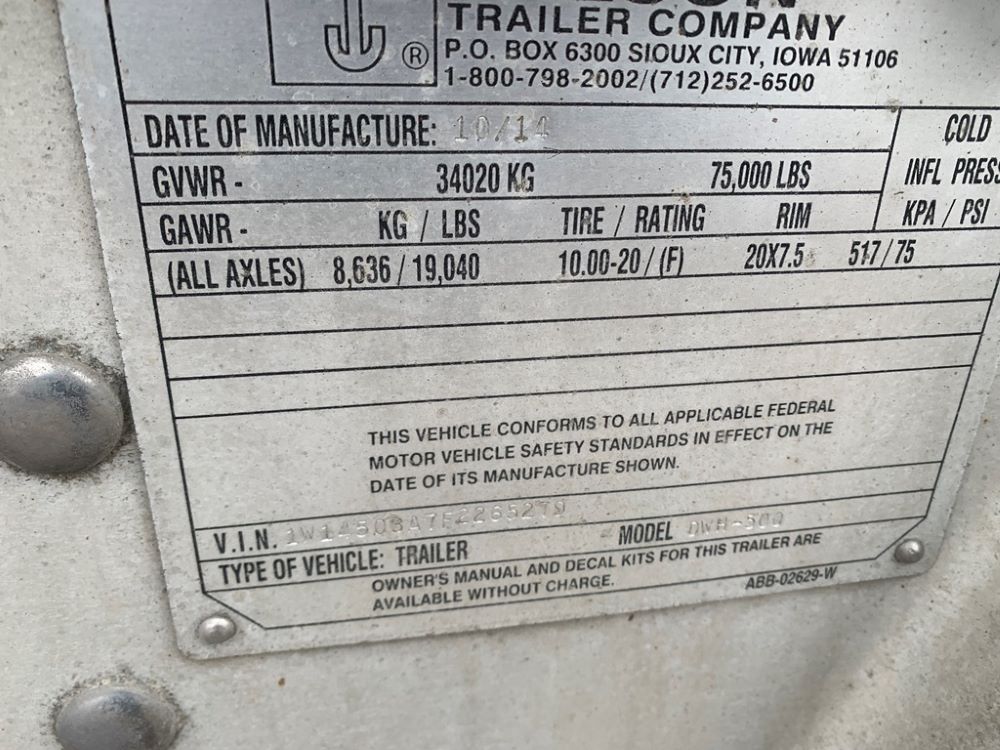 TRAILER COMPANY
®
P.O. BOX 6300 SIOUX CITY, IOWA 51106
1-800-798-2002/(712)252-6500
DATE OF MANUFACTURE: 10/14
COLD
INFL PRESS
KPA / PSI
GVWR - 34020 KG 75,000 LBS
GAWR - KG / LBS TIRE / RATING RIM
(ALL AXLES) 8,636 / 19,040 10.00-20 / (F) 20X7.5 517 / 75
THIS VEHICLE CONFORMS TO ALL APPLICABLE FEDERAL
MOTOR VEHICLE SAFETY STANDARDS IN EFFECT ON THE
DATE OF ITS MANUFACTURE SHOWN.
V.I.N. MODEL DWH-500
TYPE OF VEHICLE: TRAILER
OWNER'S MANUAL AND DECAL KITS FOR THIS TRAILER ARE
AVAILABLE WITHOUT CHARGE.
ABB-02629-W